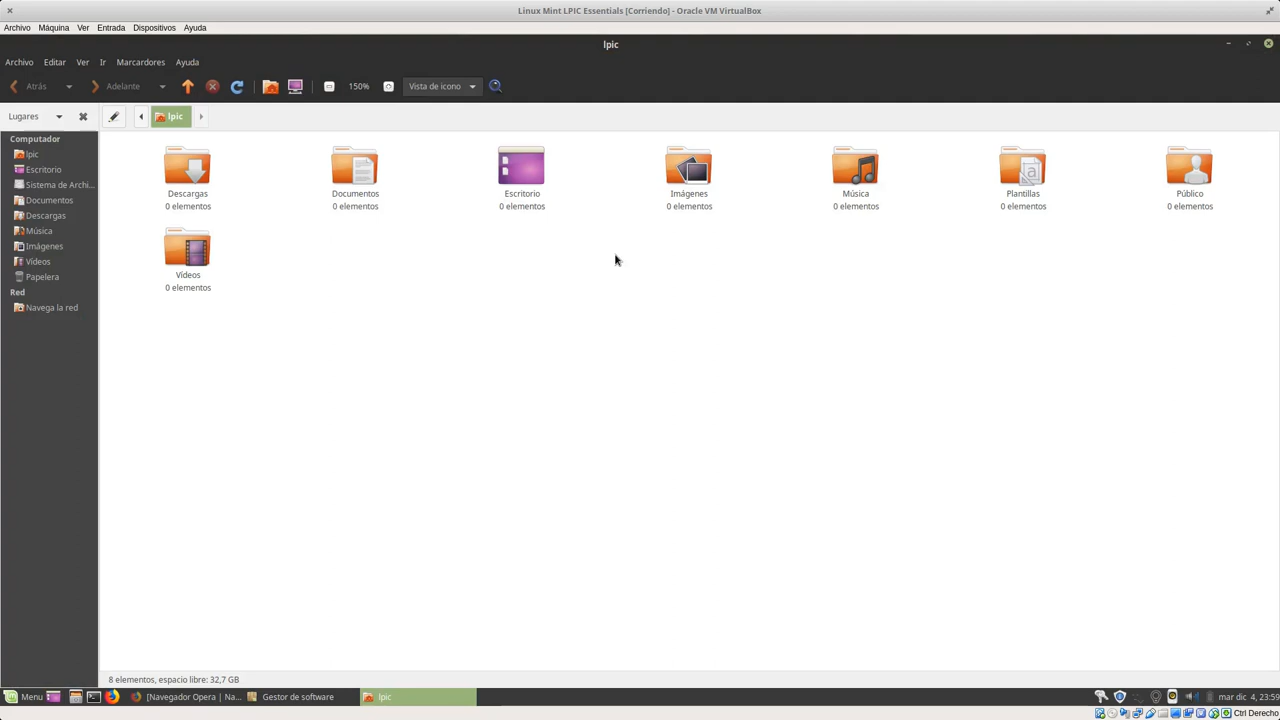 Linux Mint LPIC Essentials [Corriendo] - Oracle VM VirtualBox
Archivo Máquina Ver Entrada Dispositivos Ayuda
lpic
Archivo Editar Ver Ir Marcadores Ayuda
Atrás Adelante 150% Vista de icono
Lugares lpic
Computador
lpic
Escritorio
Sistema de Archi...
Documentos
Descargas
Música
Imágenes
Vídeos
Papelera
Red
Navega la red
Descargas Documentos Escritorio Imágenes Música Plantillas Público
0 elementos 0 elementos 0 elementos 0 elementos 0 elementos 0 elementos 0 elementos
Vídeos
0 elementos
8 elementos, espacio libre: 32,7 GB
Menu [Navegador Opera | Na... Gestor de software lpic mar dic 4, 23:59
Ctrl Derecho